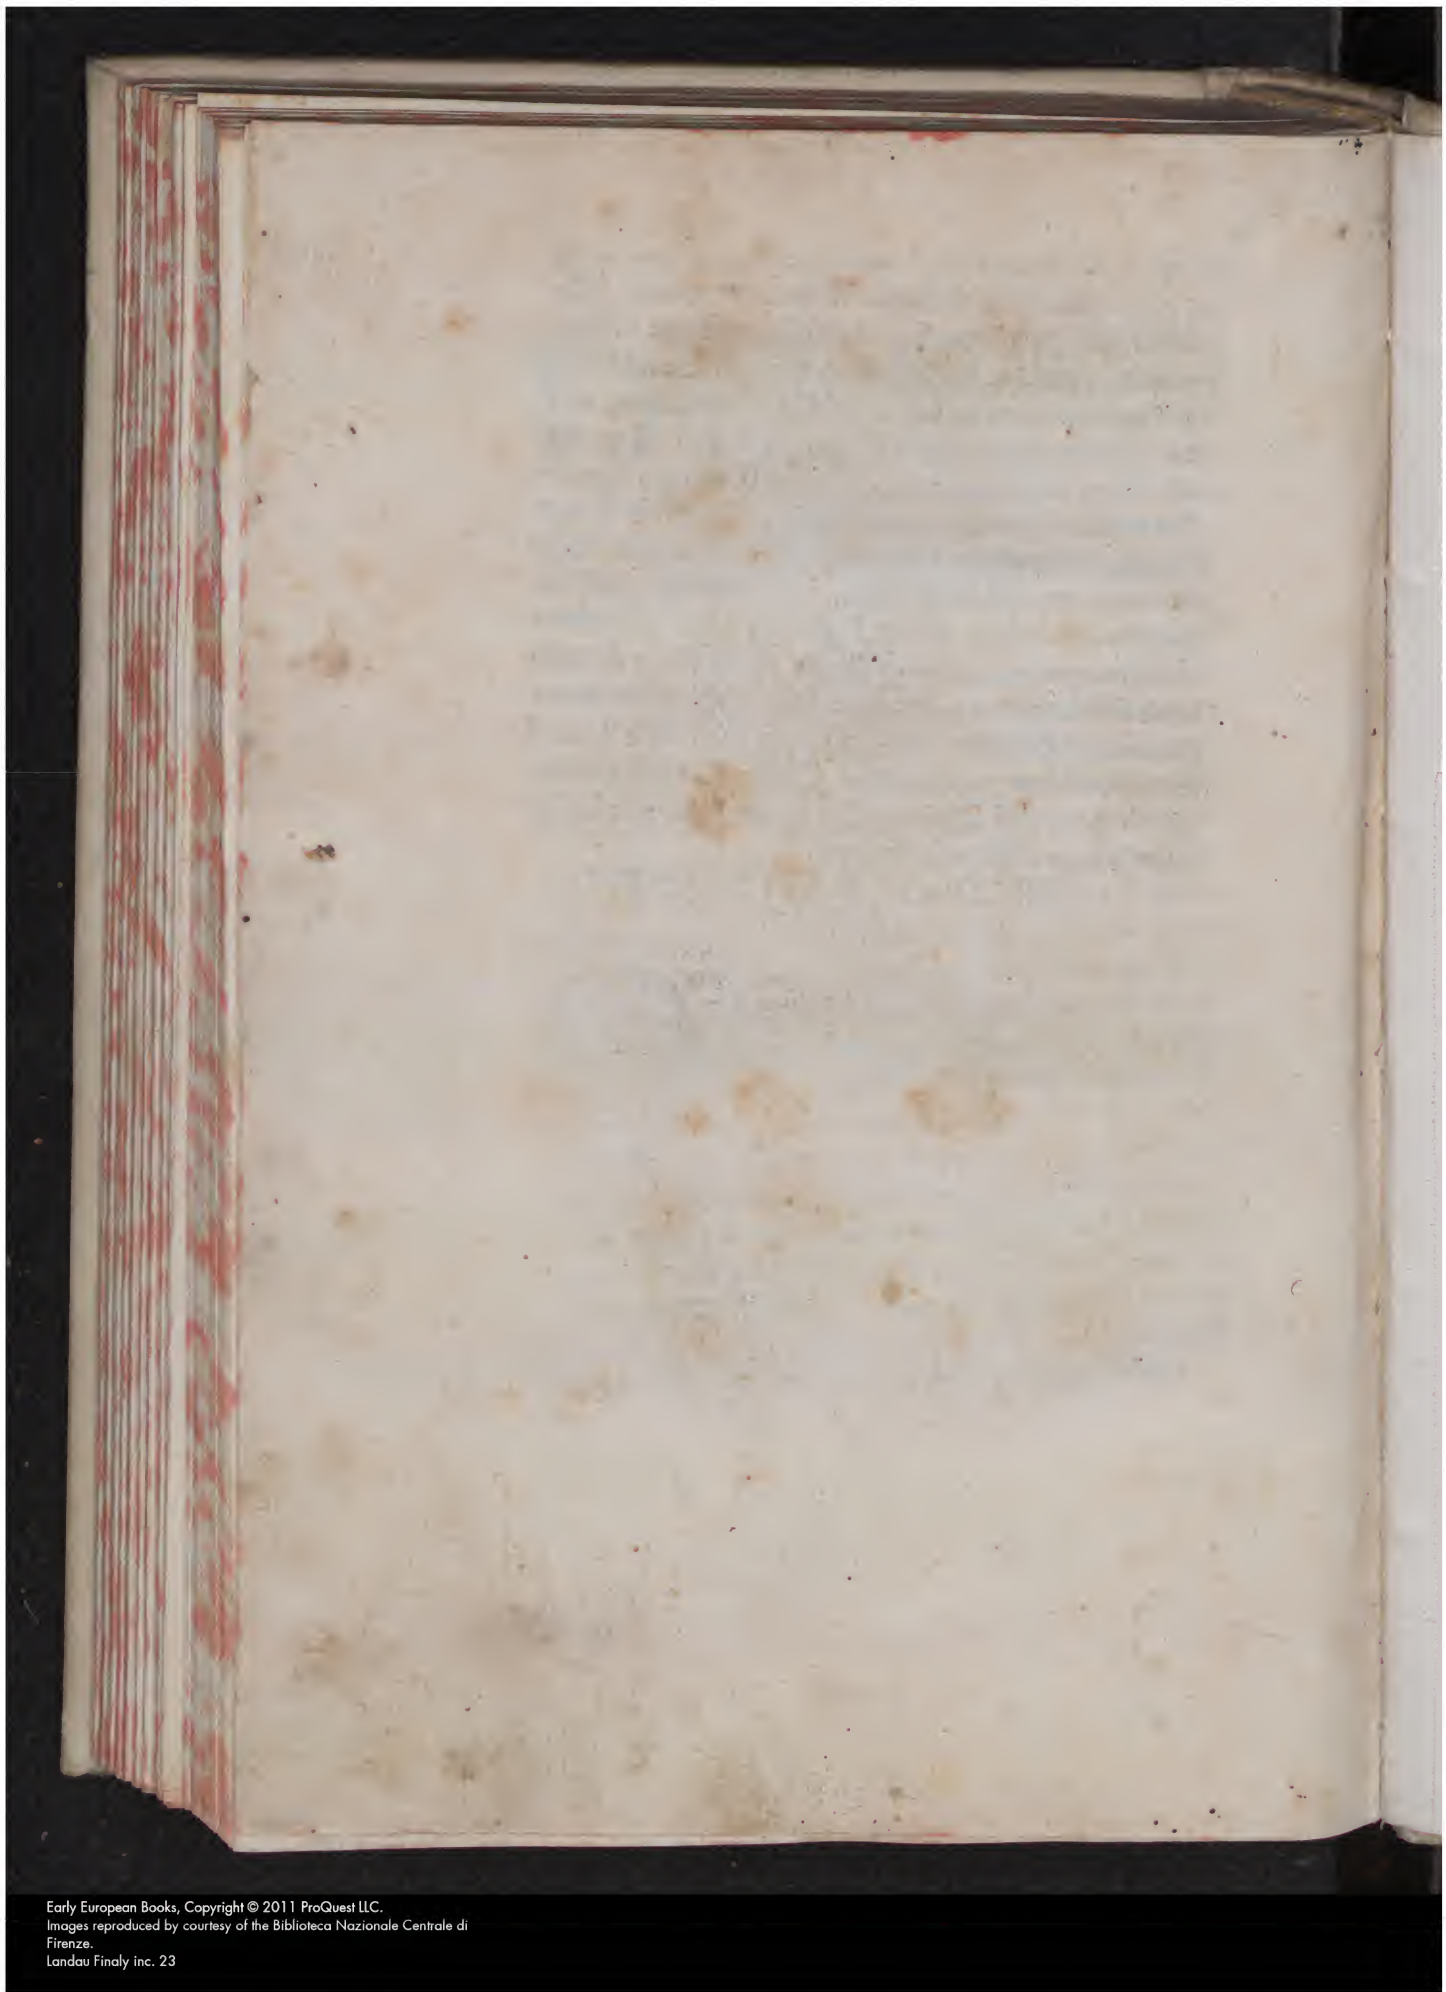 Early European Books, Copyright © 2011 ProQuest LLC.
Images reproduced by courtesy of the Biblioteca Nazionale Centrale di
Firenze.
Landau Finaly inc. 23